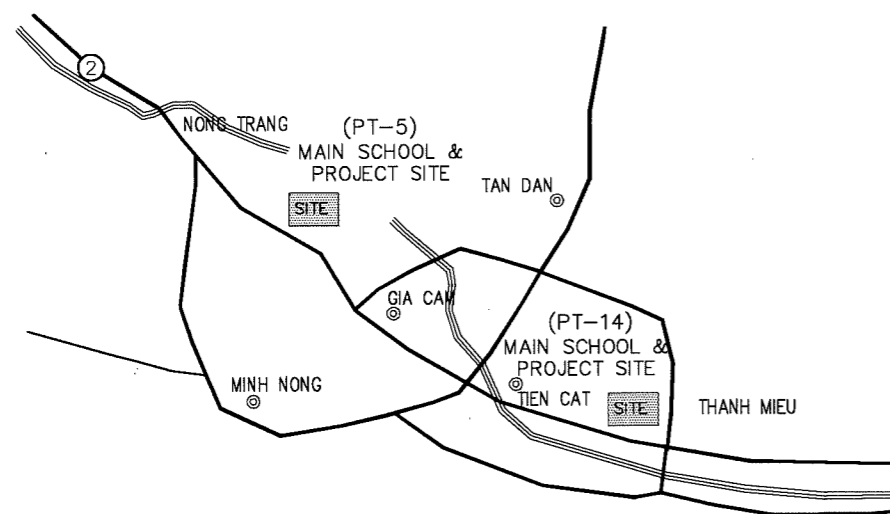 2
NONG TRANG
(PT-5)
MAIN SCHOOL &
PROJECT SITE
SITE
TAN DAN
GIA CAM
(PT-14)
MAIN SCHOOL &
PROJECT SITE
MINH NONG
TIEN CAT
SITE
THANH MIEU